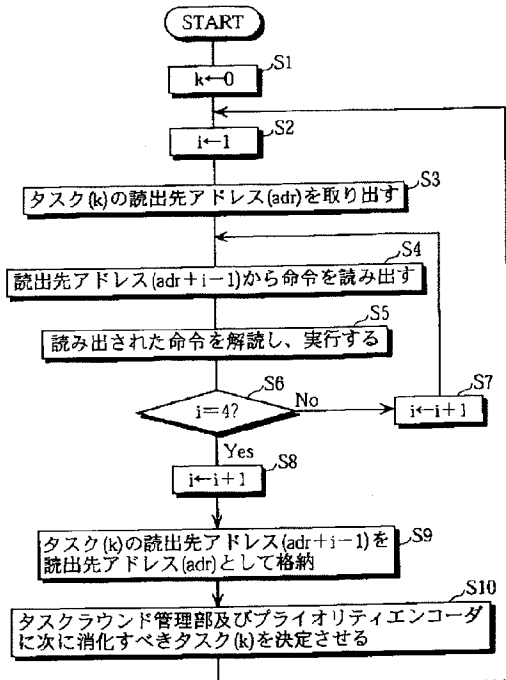 START
S1
k←0
S2
i←1
S3
タスク(k)の読出先アドレス(adr)を取り出す
S4
読出先アドレス(adr+i−1)から命令を読み出す
S5
読み出された命令を解読し、実行する
S6
i=4?
No
S7
i←i+1
Yes
S8
i←i+1
S9
タスク(k)の読出先アドレス(adr+i−1)を
読出先アドレス(adr)として格納
S10
タスクラウンド管理部及びプライオリティエンコーダ
に次に消化すべきタスク(k)を決定させる